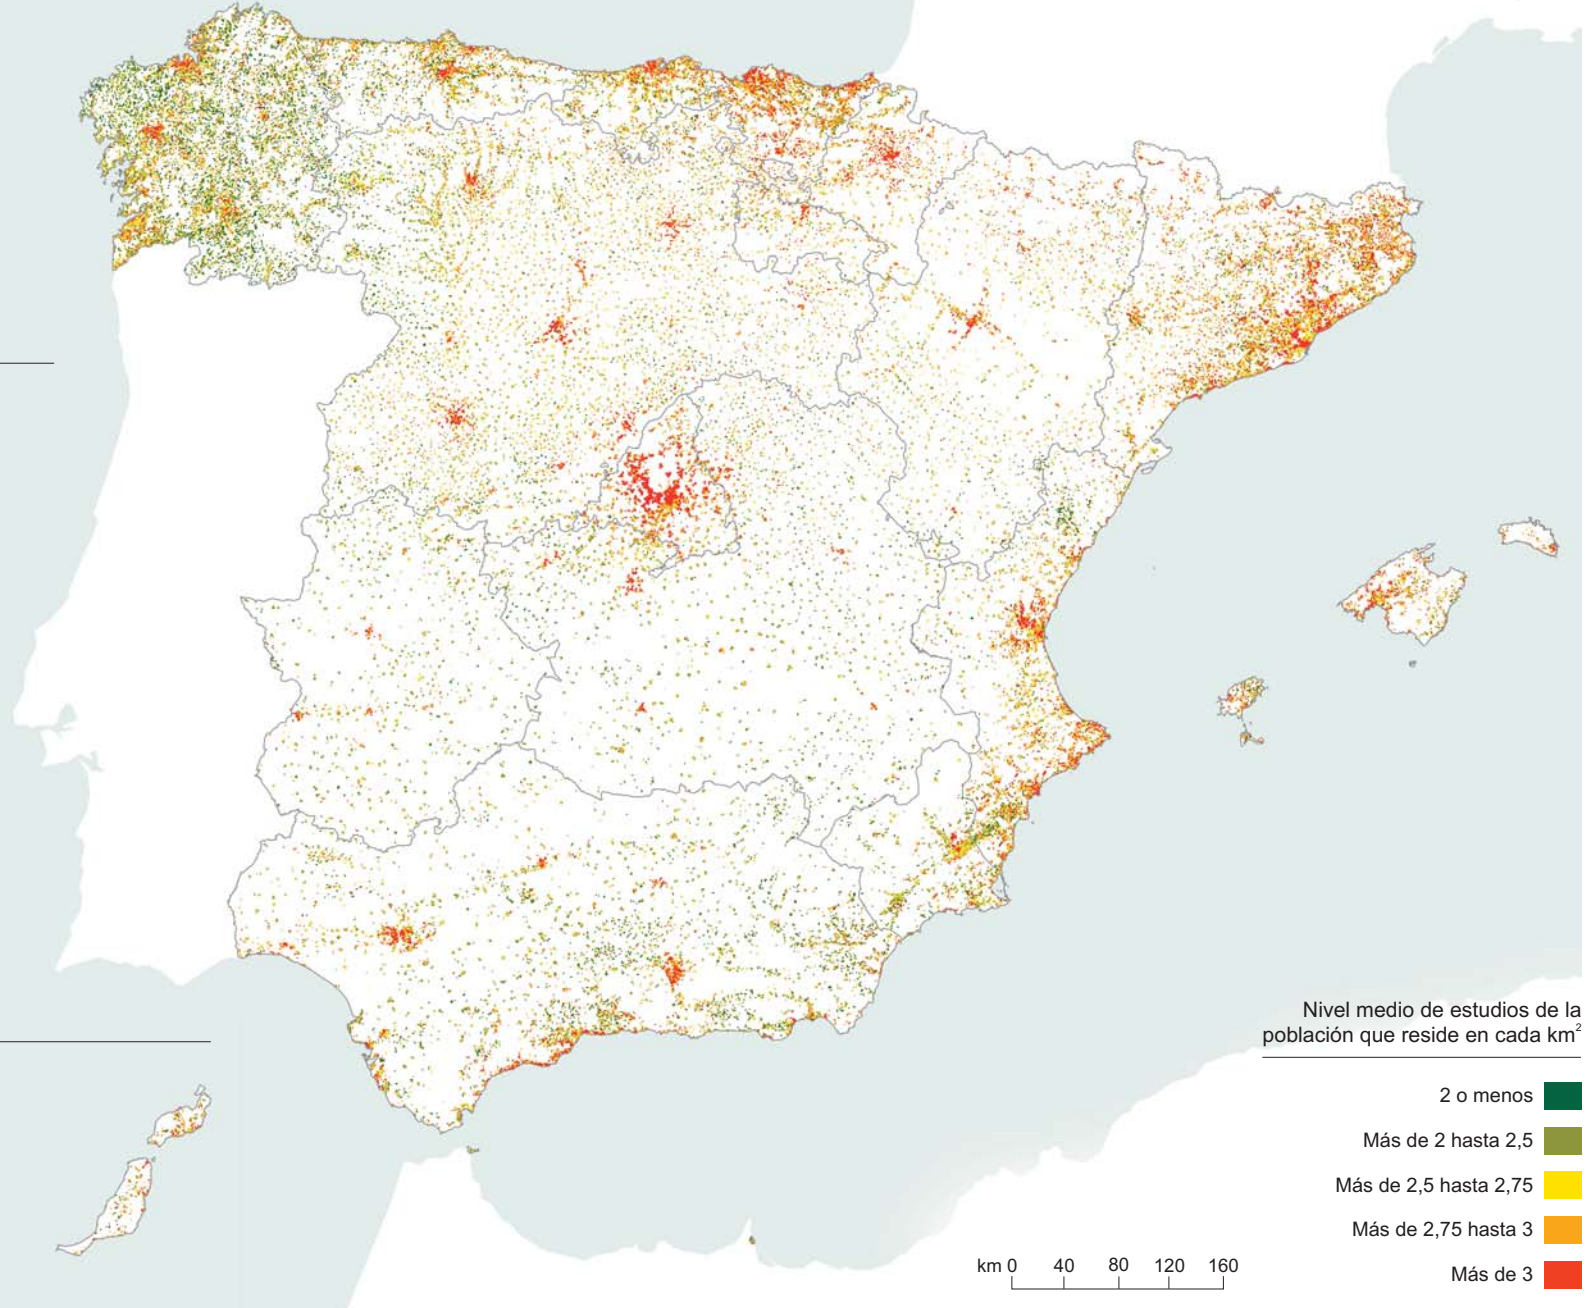 Nivel medio de estudios de la
población que reside en cada km²
2 o menos
Más de 2 hasta 2,5
Más de 2,5 hasta 2,75
Más de 2,75 hasta 3
Más de 3
km 0 40 80 120 160